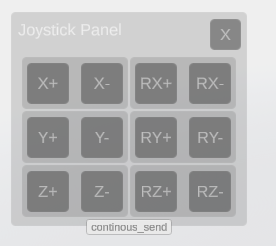 Joystick Panel X
X+ X- RX+ RX-
Y+ Y- RY+ RY-
Z+ Z- RZ+ RZ-
continous_send